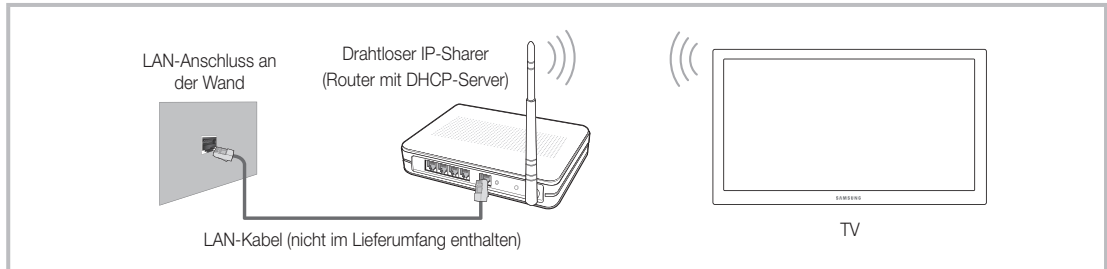 LAN-Anschluss an
der Wand
Drahtloser IP-Sharer
(Router mit DHCP-Server)
SAMSUNG
TV
LAN-Kabel (nicht im Lieferumfang enthalten)